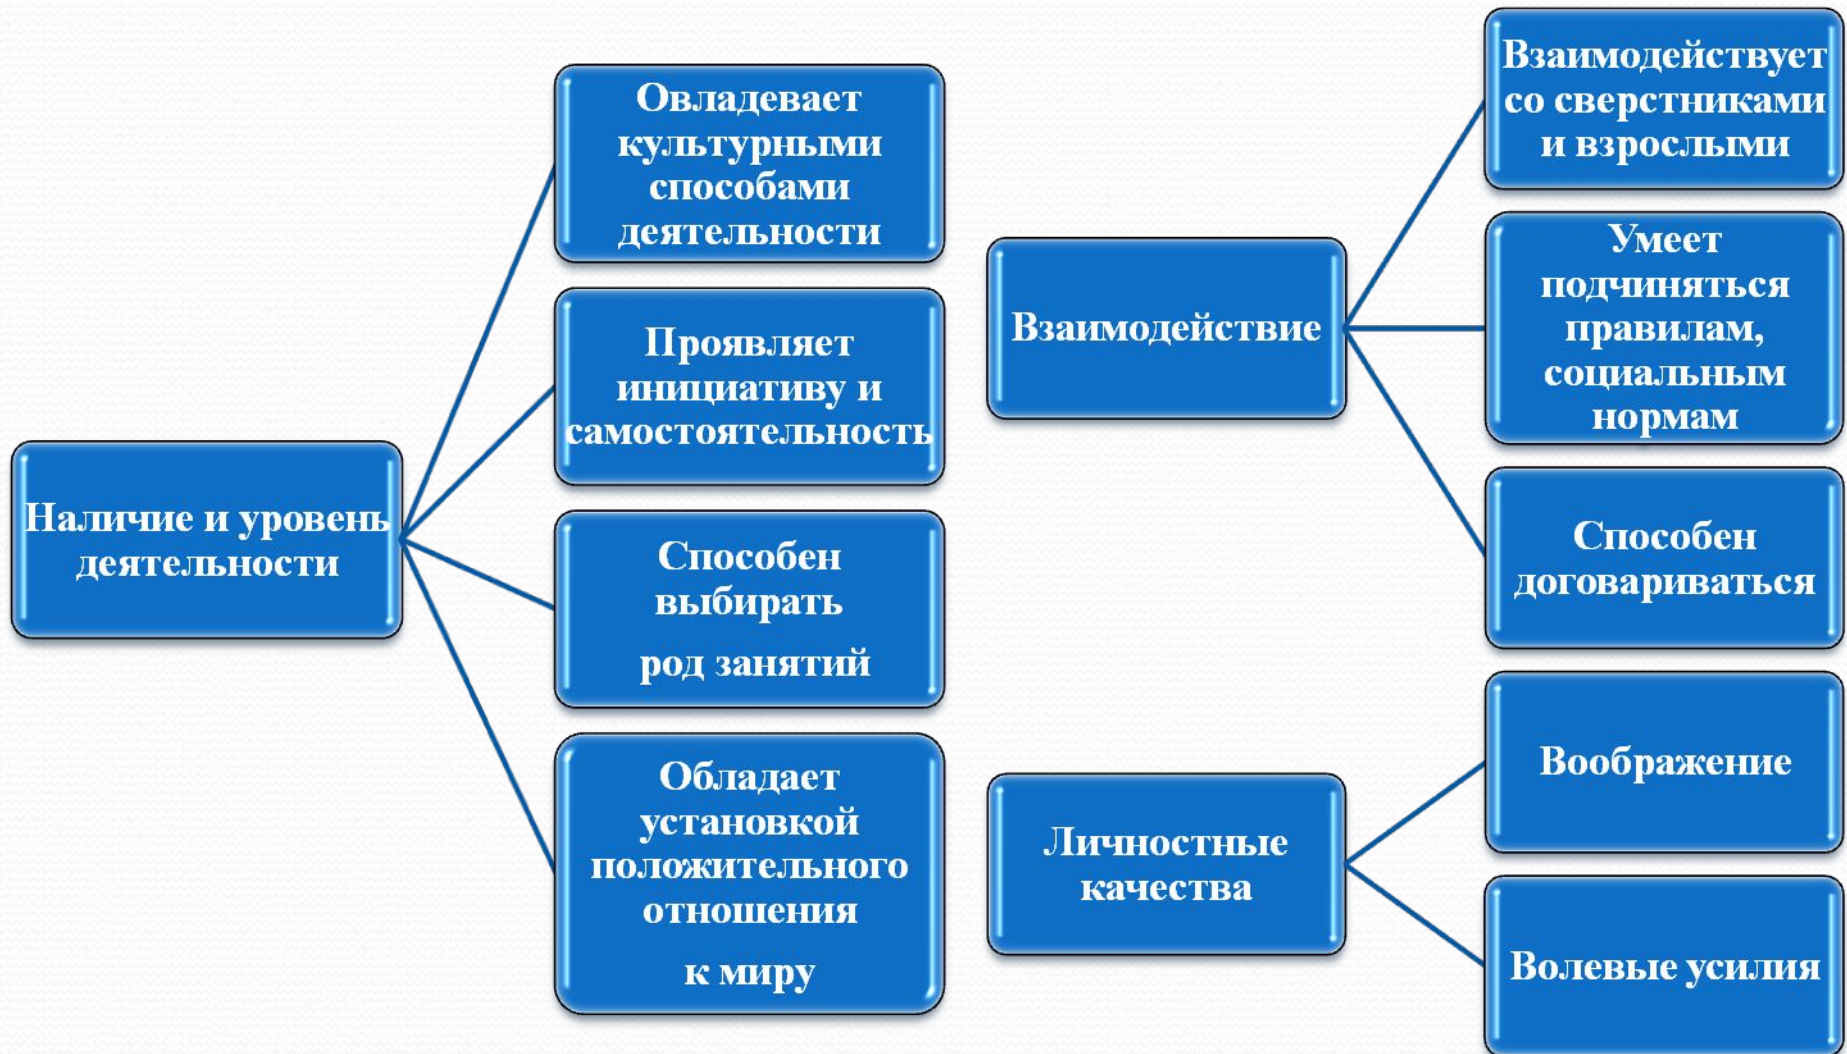 Наличие и уровень
деятельности
Овладевает
культурными
способами
деятельности
Проявляет
инициативу и
самостоятельность
Способен
выбирать
род занятий
Обладает
установкой
положительного
отношения
к миру
Взаимодействие
Взаимодействует
со сверстниками
и взрослыми
Умеет
подчиняться
правилам,
социальным
нормам
Способен
договариваться
Личностные
качества
Воображение
Волевые усилия